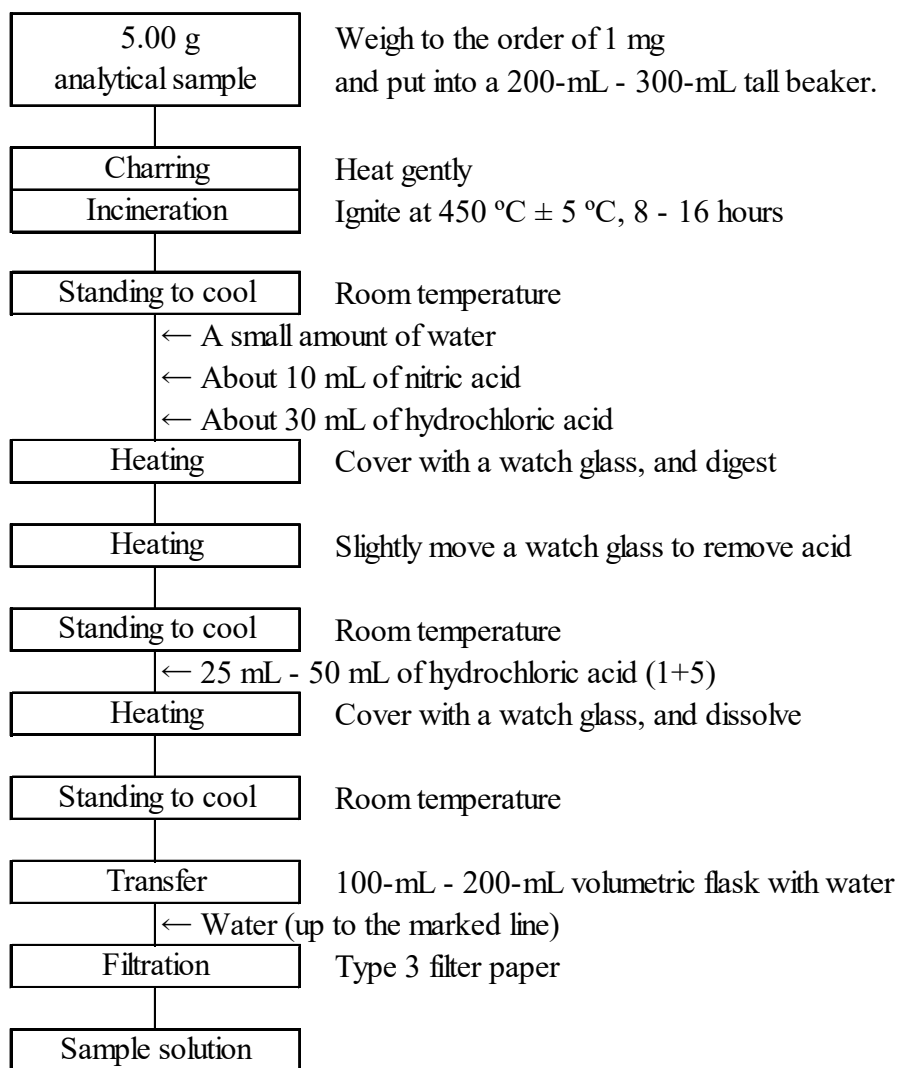 5.00 g
analytical sample
Weigh to the order of 1 mg
and put into a 200-mL - 300-mL tall beaker.
Charring
Heat gently
Incineration
Ignite at 450 ºC ± 5 ºC, 8 - 16 hours
Standing to cool
Room temperature
← A small amount of water
← About 10 mL of nitric acid
← About 30 mL of hydrochloric acid
Heating
Cover with a watch glass, and digest
Heating
Slightly move a watch glass to remove acid
Standing to cool
Room temperature
← 25 mL - 50 mL of hydrochloric acid (1+5)
Heating
Cover with a watch glass, and dissolve
Standing to cool
Room temperature
Transfer
100-mL - 200-mL volumetric flask with water
← Water (up to the marked line)
Filtration
Type 3 filter paper
Sample solution